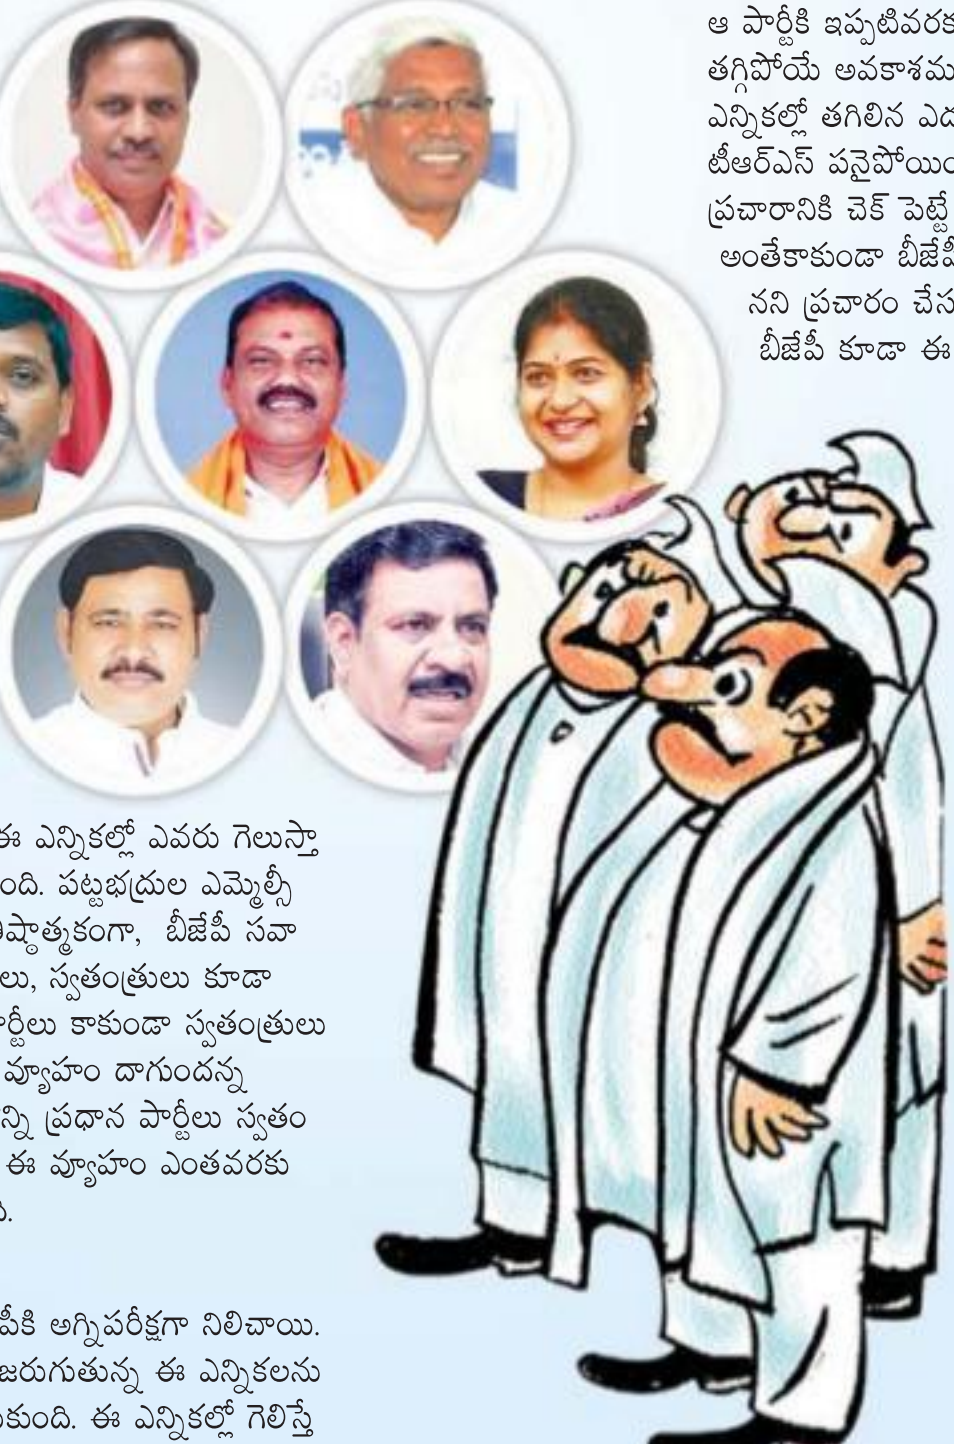 ఆ పార్టీకి ఇప్పటివరక
తగ్గిపోయే అవకాశము
ఎన్నికల్లో తగిలిన ఎద
టీఆర్ఎస్ పనైపోయిం
ప్రచారానికి చెక్ పెట్టే
అంతేకాకుండా బీజేపీ
నని ప్రచారం చేస
బీజేపీ కూడా ఈ
ఈ ఎన్నికల్లో ఎవరు గెలుస్తా
ంది. పట్టభద్రుల ఎమ్మెల్సీ
తిష్ఠాత్మకంగా, బీజేపీ సవా
లు, స్వతంత్రులు కూడా
ార్టీలు కాకుండా స్వతంత్రులు
వ్యూహం దాగుందన్న
న్ని ప్రధాన పార్టీలు స్వతం
ఈ వ్యూహం ఎంతవరకు
ది.
పీకి అగ్నిపరీక్షగా నిలిచాయి.
జరుగుతున్న ఈ ఎన్నికలను
కుంది. ఈ ఎన్నికల్లో గెలిస్తే